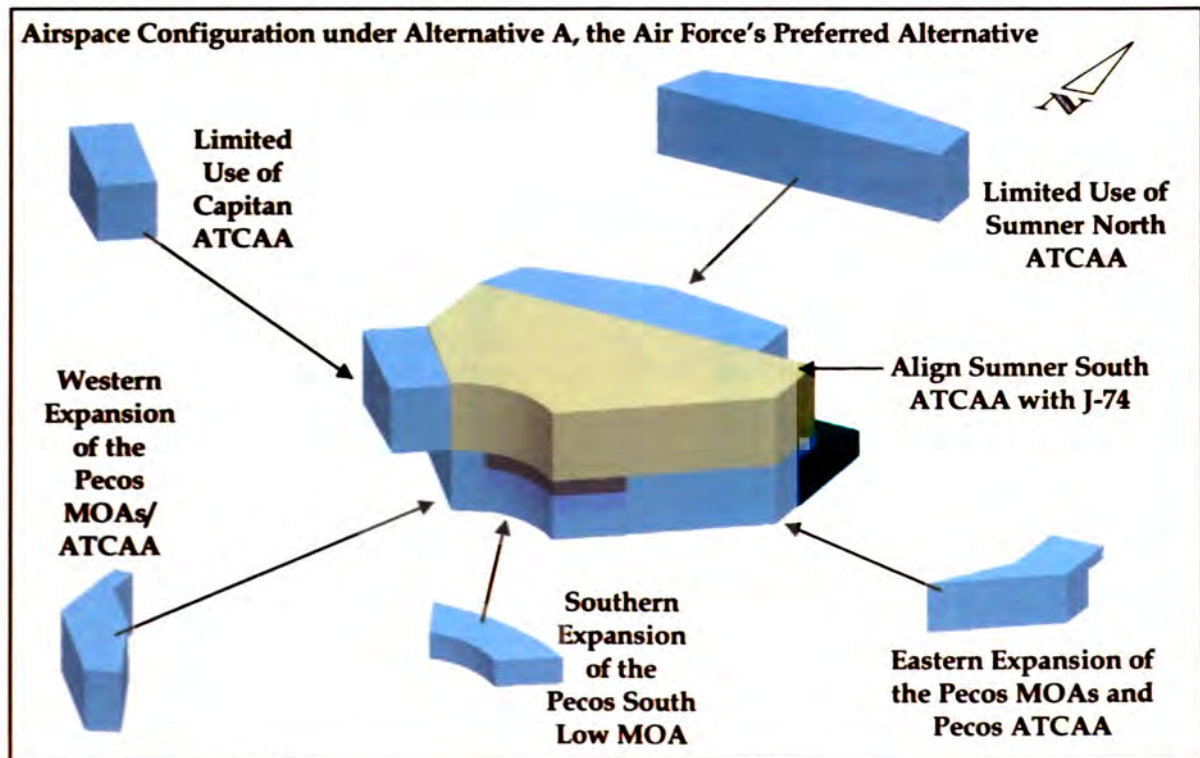 Airspace Configuration under Alternative A, the Air Force's Preferred Alternative
N
Limited
Use of
Capitan
ATCAA
Limited Use of
Sumner North
ATCAA
Align Sumner South
ATCAA with J-74
Western
Expansion
of the
Pecos
MOAs/
ATCAA
Southern
Expansion
of the
Pecos South
Low MOA
Eastern Expansion of
the Pecos MOAs and
Pecos ATCAA